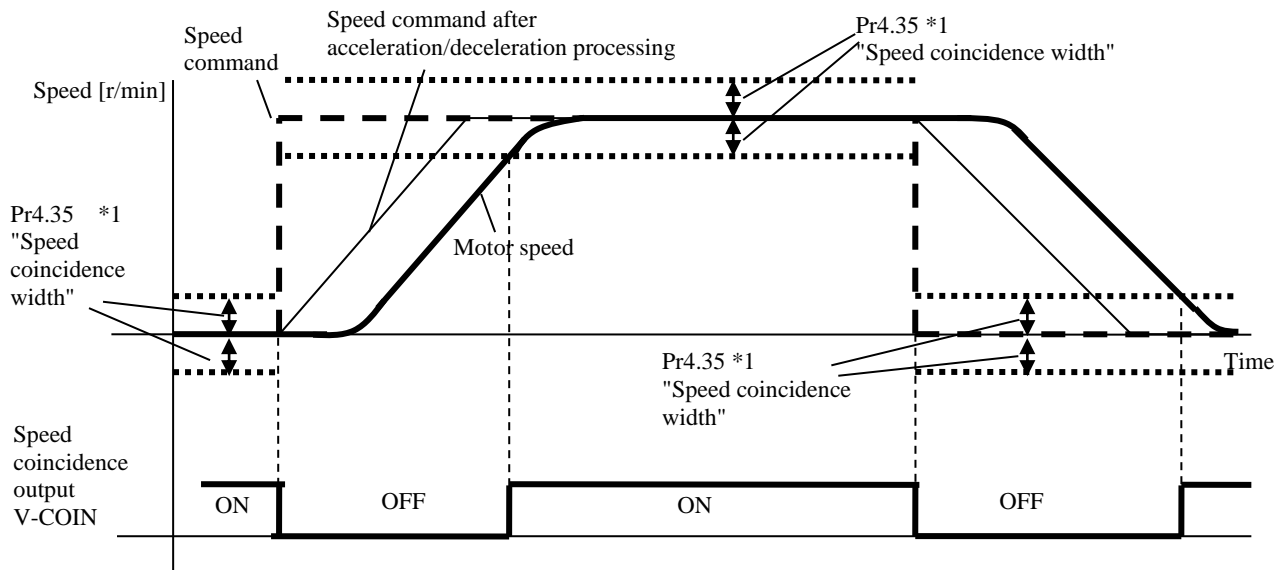 Speed command after
acceleration/deceleration processing
Pr4.35 *1
"Speed coincidence width"
Speed
command
Speed [r/min]
Pr4.35 *1
"Speed
coincidence
width"
Motor speed
Pr4.35 *1
"Speed coincidence
width"
Time
Speed
coincidence
output
V-COIN
ON
OFF
ON
OFF